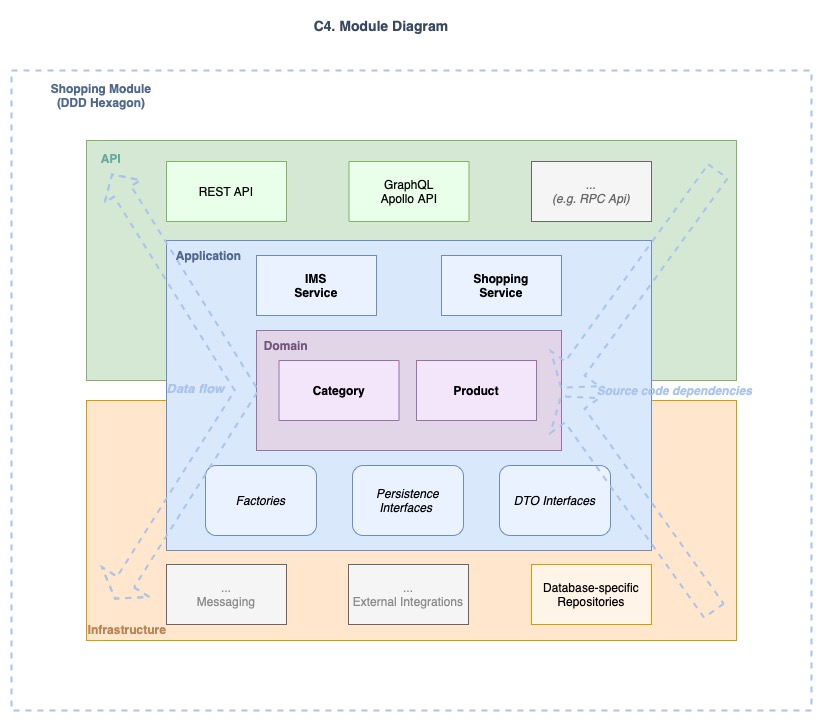 C4. Module Diagram
Shopping Module
(DDD Hexagon)
API
REST API
GraphQL
Apollo API
...
(e.g. RPC Api)
Application
IMS
Service
Shopping
Service
Domain
Category
Product
Data flow
Source code dependencies
Factories
Persistence
Interfaces
DTO Interfaces
...
Messaging
...
External Integrations
Database-specific
Repositories
Infrastructure